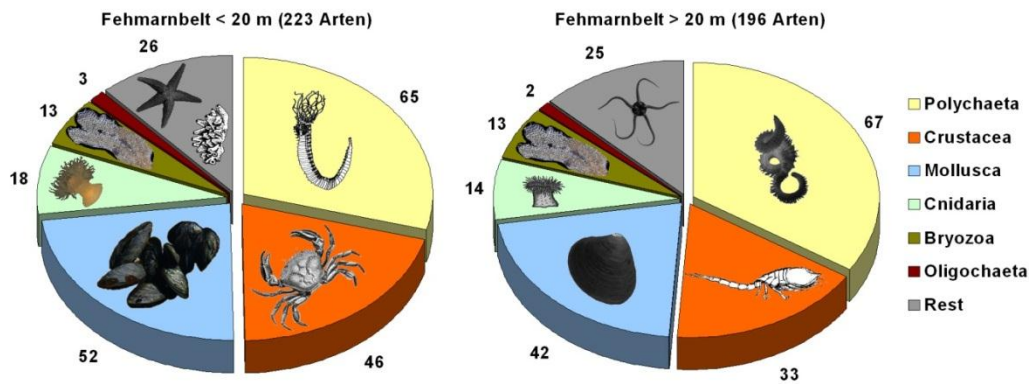 Fehmarnbelt < 20 m (223 Arten)
26
3
13
18
52
46
65
Fehmarnbelt > 20 m (196 Arten)
25
2
13
14
42
33
67
Polychaeta
Crustacea
Mollusca
Cnidaria
Bryozoa
Oligochaeta
Rest